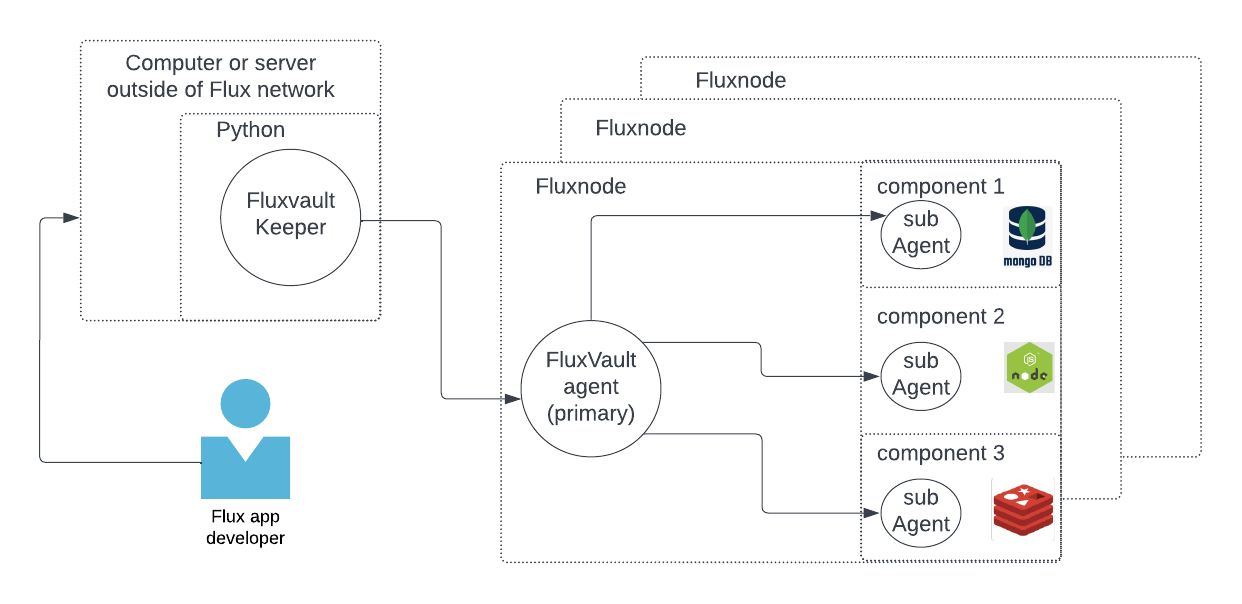 Computer or server
outside of Flux network
Python
Fluxvault
Keeper
Flux app
developer
Fluxnode
Fluxnode
Fluxnode
FluxVault
agent
(primary)
component 1
sub
Agent
mongo DB
component 2
sub
Agent
JS
node
component 3
sub
Agent